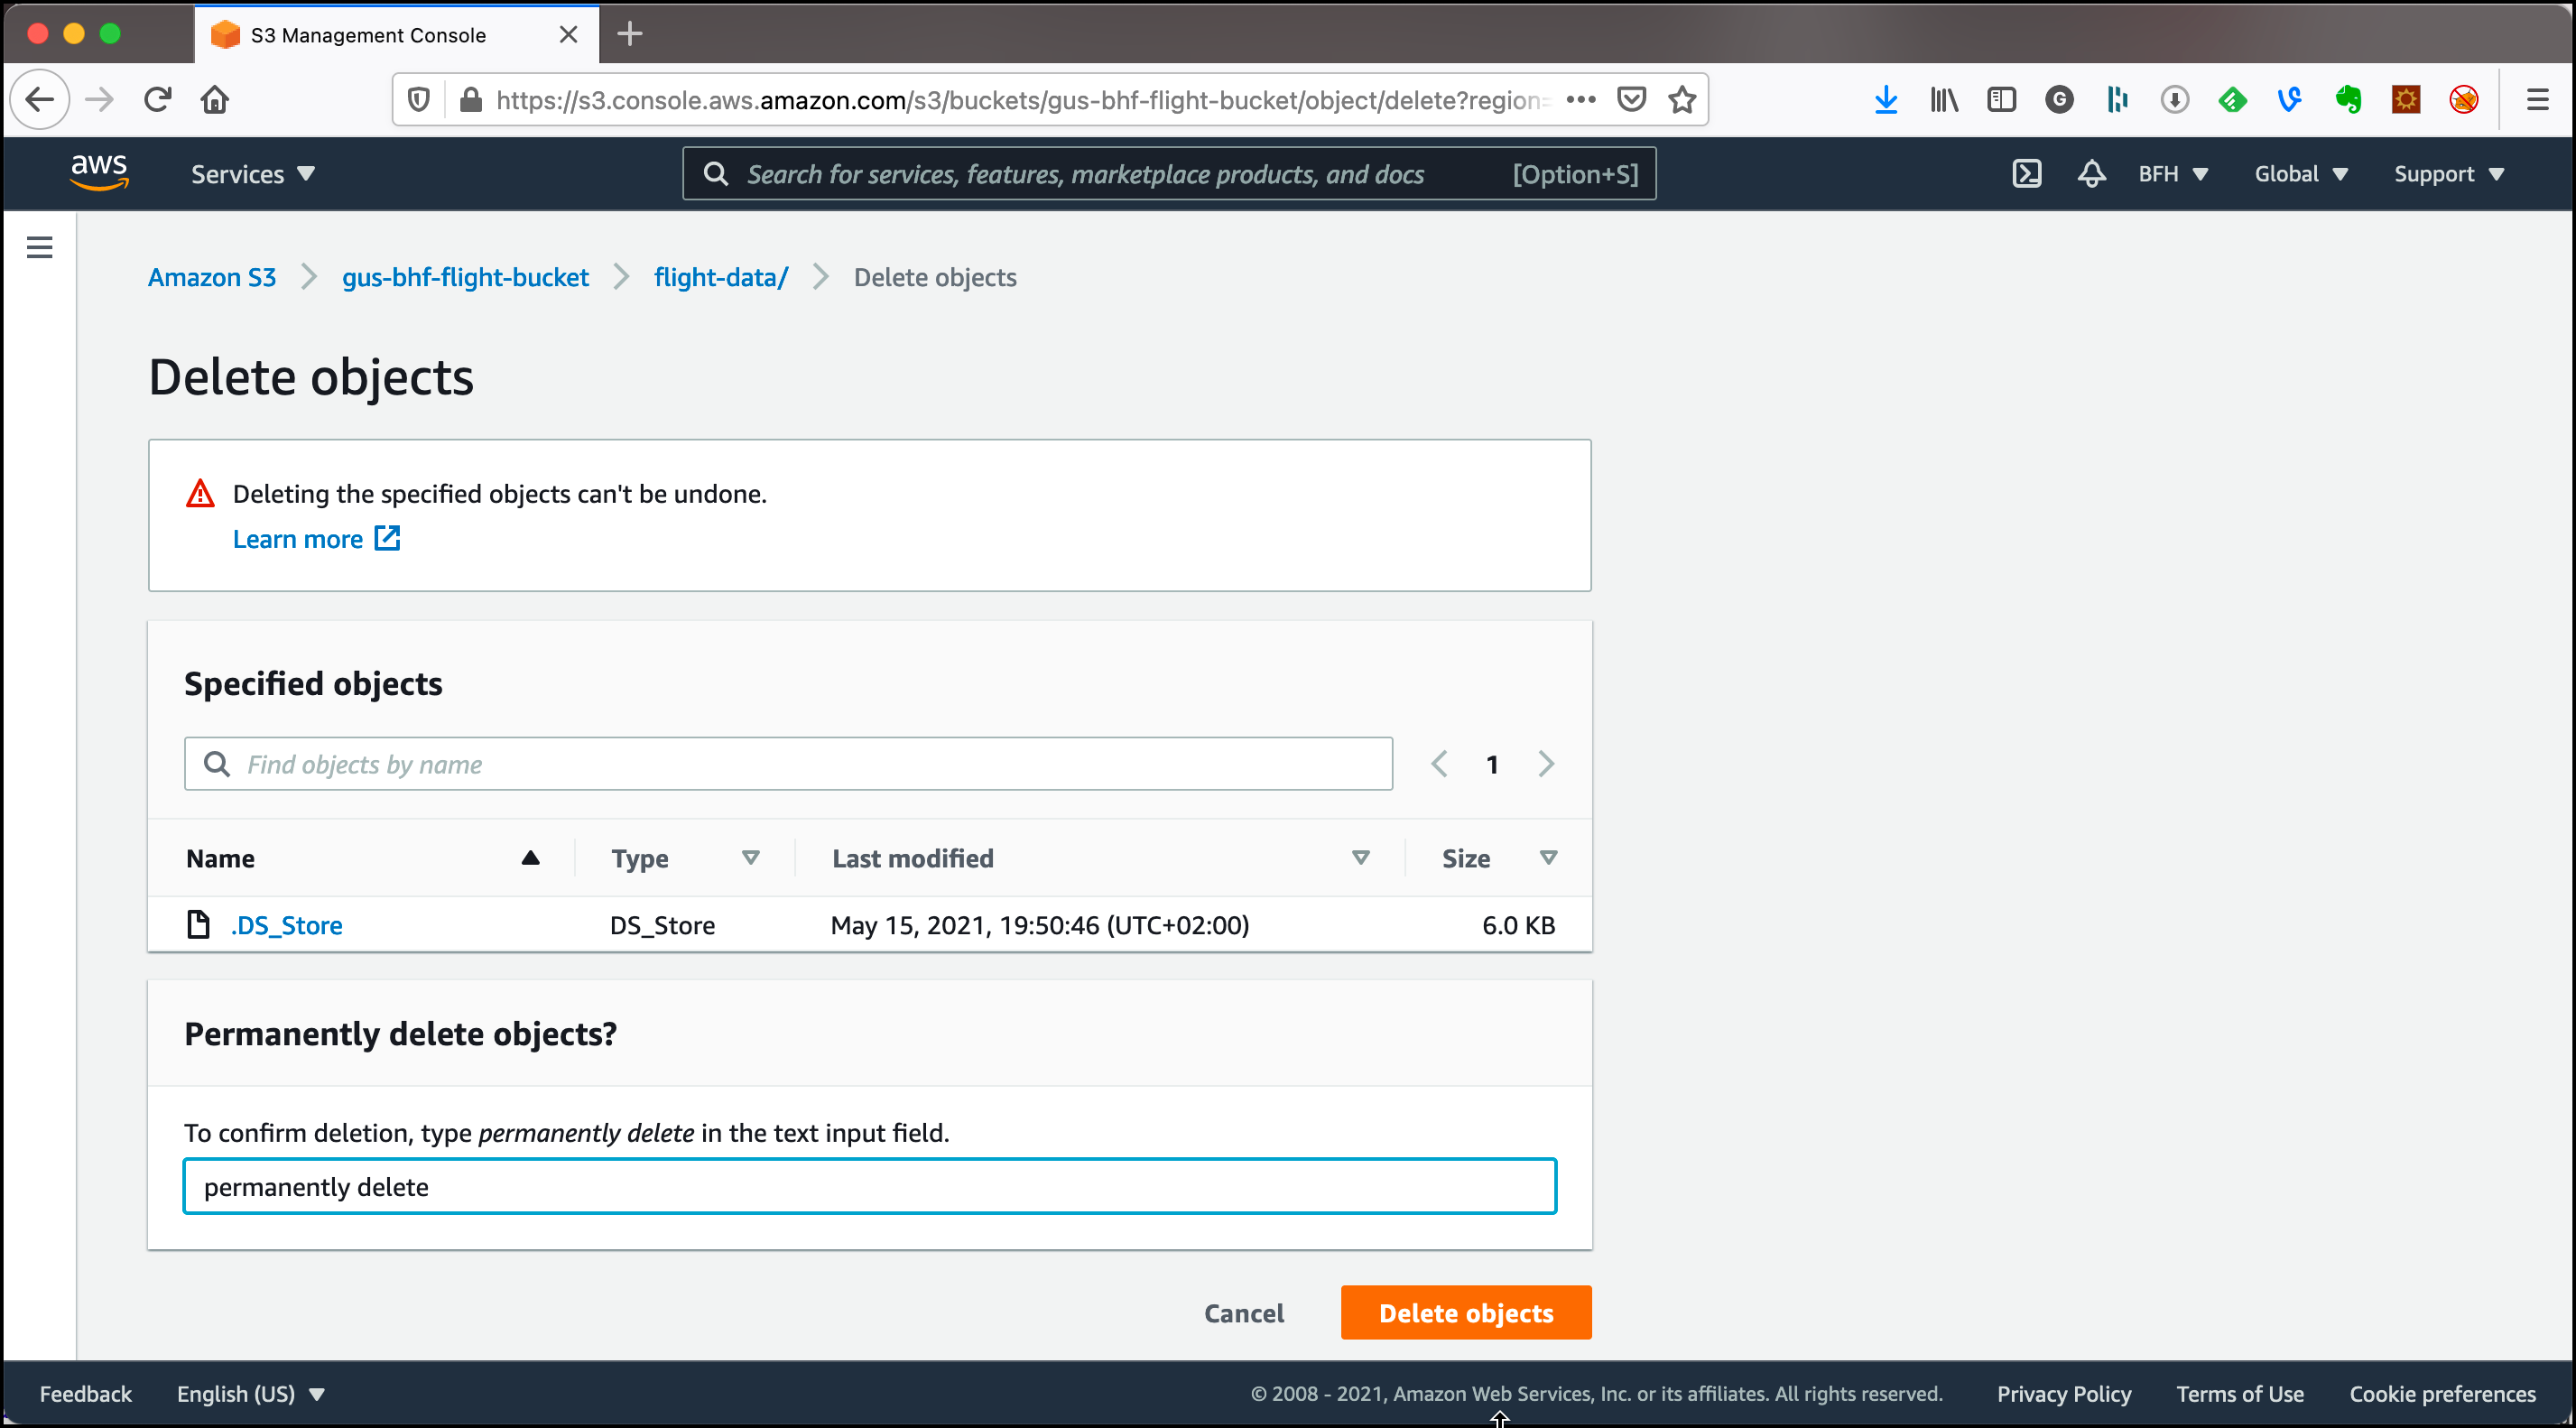 S3 Management Console
https://s3.console.aws.amazon.com/s3/buckets/gus-bhf-flight-bucket/object/delete?region=
aws
Services
Search for services, features, marketplace products, and docs [Option+S]
BFH
Global
Support
Amazon S3 > gus-bhf-flight-bucket > flight-data/ > Delete objects
Delete objects
Deleting the specified objects can't be undone.
Learn more
Specified objects
Find objects by name
1
Name Type Last modified Size
.DS_Store DS_Store May 15, 2021, 19:50:46 (UTC+02:00) 6.0 KB
Permanently delete objects?
To confirm deletion, type permanently delete in the text input field.
permanently delete
Cancel Delete objects
Feedback English (US) © 2008 - 2021, Amazon Web Services, Inc. or its affiliates. All rights reserved. Privacy Policy Terms of Use Cookie preferences